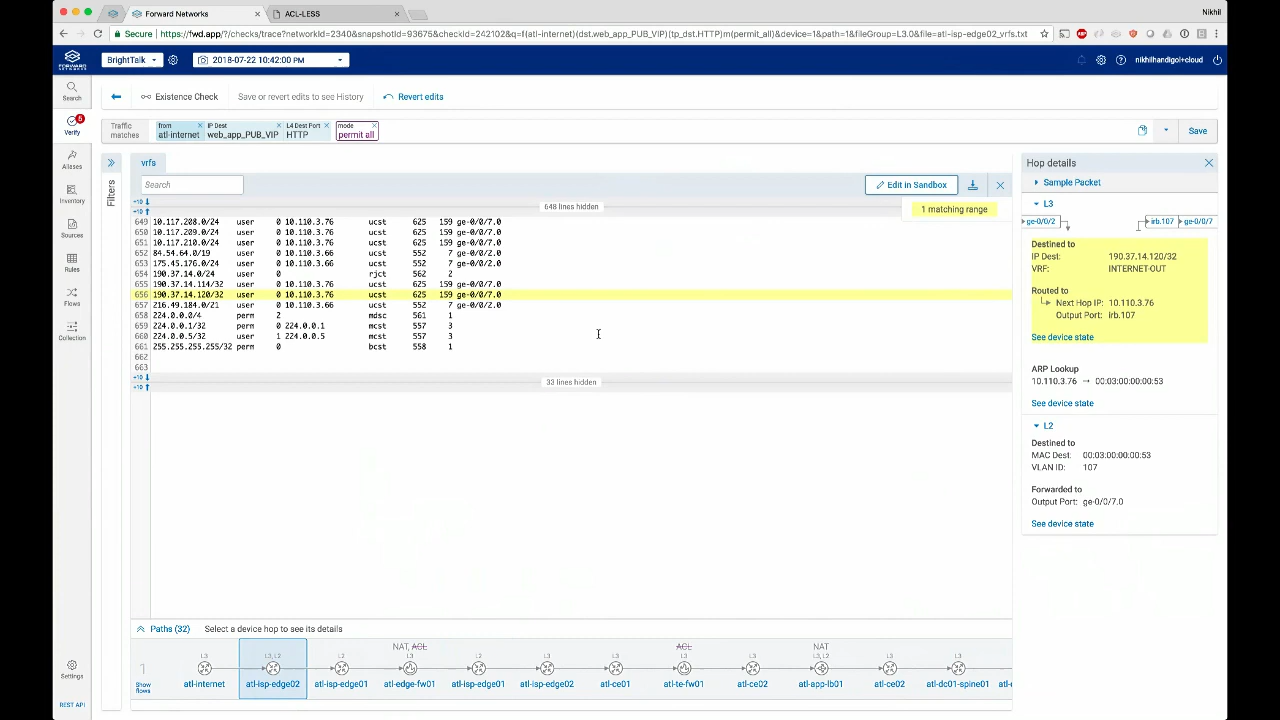 Forward Networks
ACL-LESS
Nikhil
Secure | https://fwd.app/?/checks/trace?networkId=2340&snapshotId=93675&checkId=242102&q=f(atl-internet)(dst.web_app_PUB_VIP)(tp_dst.HTTP)m(permit_all)&device=1&path=1&fileGroup=L3.0&file=atl-isp-edge02_vrfs.txt
FORWARD
NETWORKS
BrightTalk
2018-07-22 10:42:00 PM
nikhilhandigol+cloud
Search
Existence Check
Save or revert edits to see History
Revert edits
6
Verify
Traffic
matches
from
atl-internet
IP Dest
web_app_PUB_VIP
L4 Dest Port
HTTP
mode
permit all
Save
Aliases
Inventory
Sources
Rules
Flows
Collection
Settings
REST API
Filters
vrfs
Search
Edit in Sandbox
+10
648 lines hidden
+10
1 matching range
649 10.117.208.0/24 user 0 10.110.3.76 ucst 625 159 ge-0/0/7.0
650 10.117.209.0/24 user 0 10.110.3.76 ucst 625 159 ge-0/0/7.0
651 10.117.210.0/24 user 0 10.110.3.76 ucst 625 159 ge-0/0/7.0
652 84.54.64.0/19 user 0 10.110.3.66 ucst 552 7 ge-0/0/2.0
653 175.45.176.0/22 user 0 10.110.3.66 ucst 552 7 ge-0/0/2.0
654 190.37.14.0/24 user 0 rjct 562 2
655 190.37.14.114/32 user 0 10.110.3.76 ucst 625 159 ge-0/0/7.0
656 190.37.14.120/32 user 0 10.110.3.76 ucst 625 159 ge-0/0/7.0
657 216.49.184.0/21 user 0 10.110.3.66 ucst 552 7 ge-0/0/2.0
658 224.0.0.0/4 perm 2 mdsc 561 1
659 224.0.0.1/32 perm 0 224.0.0.1 mcst 557 3
660 224.0.0.5/32 user 1 224.0.0.5 mcst 557 3
661 255.255.255.255/32 perm 0 bcst 558 1
662
663
+10
33 lines hidden
+10
Hop details
Sample Packet
L3
ge-0/0/2
irb.107
ge-0/0/7
Destined to
IP Dest: 190.37.14.120/32
VRF: INTERNET-OUT
Routed to
Next Hop IP: 10.110.3.76
Output Port: irb.107
See device state
ARP Lookup
10.110.3.76 → 00:03:00:00:00:53
See device state
L2
Destined to
MAC Dest: 00:03:00:00:00:53
VLAN ID: 107
Forwarded to
Output Port: ge-0/0/7.0
See device state
Paths (32) Select a device hop to see its details
1
Show
flows
L3
atl-internet
L3, L2
atl-isp-edge02
L2
atl-isp-edge01
NAT, ACL
L3
atl-edge-fw01
L2
atl-isp-edge01
L3
atl-isp-edge02
L3
atl-ce01
ACL
L3
atl-te-fw01
L3
atl-ce02
NAT
L3, L2
atl-app-lb01
L3
atl-ce02
L3
atl-dc01-spine01